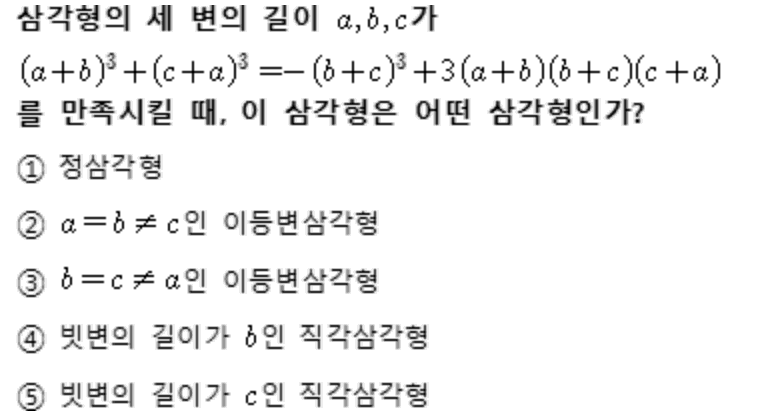 삼각형의 세 변의 길이 a, b, c가
(a+b)³+(c+a)³=-(b+c)³+3(a+b)(b+c)(c+a)
를 만족시킬 때, 이 삼각형은 어떤 삼각형인가?
① 정삼각형
② a=b≠c인 이등변삼각형
③ b=c≠a인 이등변삼각형
④ 빗변의 길이가 b인 직각삼각형
⑤ 빗변의 길이가 c인 직각삼각형